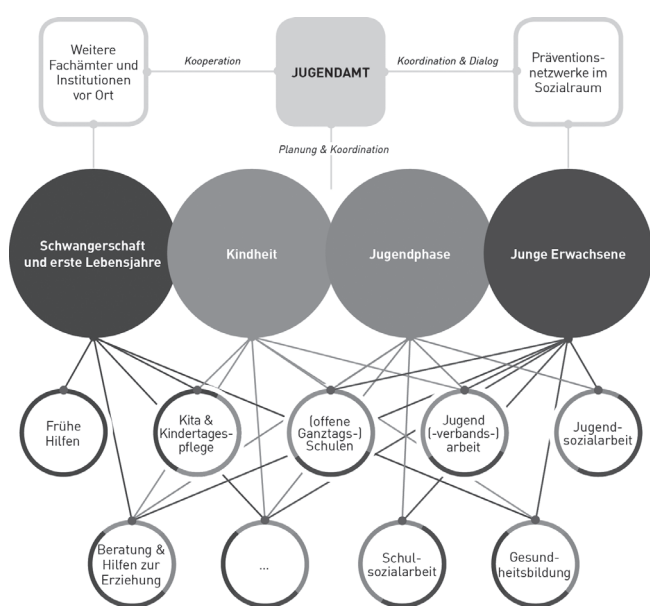 Weitere
Fachämter und
Institutionen
vor Ort
Kooperation
JUGENDAMT
Koordination & Dialog
Präventions-
netzwerke im
Sozialraum
Planung & Koordination
Schwangerschaft
und erste Lebensjahre
Kindheit
Jugendphase
Junge Erwachsene
Frühe
Hilfen
Kita &
Kindertages-
pflege
(offene
Ganztags-)
Schulen
Jugend
(-verbands-)
arbeit
Jugend-
sozialarbeit
Beratung &
Hilfen zur
Erziehung
...
Schul-
sozialarbeit
Gesund-
heitsbildung